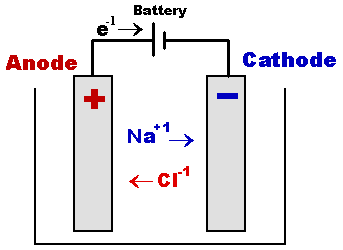 Battery
e⁻¹ →
Anode
Cathode
+
−
Na⁺¹ →
← Cl⁻¹